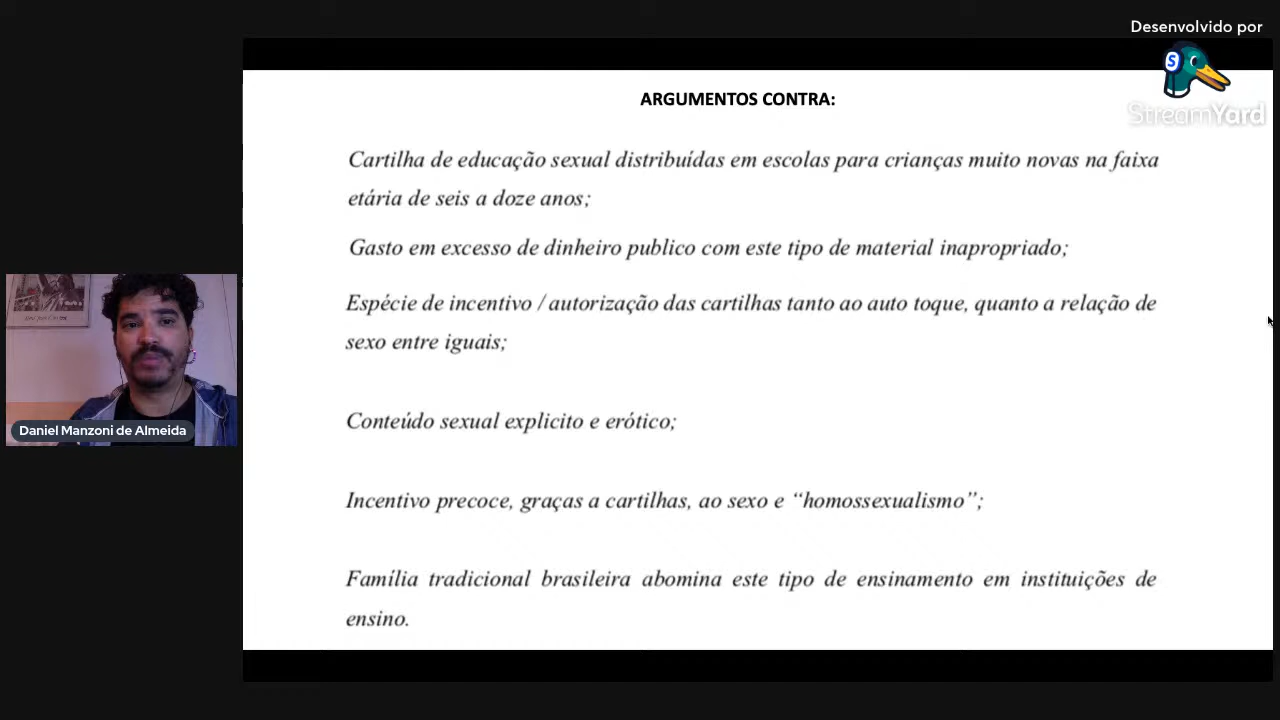 Desenvolvido por
StreamYard
ARGUMENTOS CONTRA:
Cartilha de educação sexual distribuídas em escolas para crianças muito novas na faixa
etária de seis a doze anos;
Gasto em excesso de dinheiro publico com este tipo de material inapropriado;
Espécie de incentivo / autorização das cartilhas tanto ao auto toque, quanto a relação de
sexo entre iguais;
Conteúdo sexual explicito e erótico;
Incentivo precoce, graças a cartilhas, ao sexo e “homossexualismo”;
Família tradicional brasileira abomina este tipo de ensinamento em instituições de
ensino.
Daniel Manzoni de Almeida